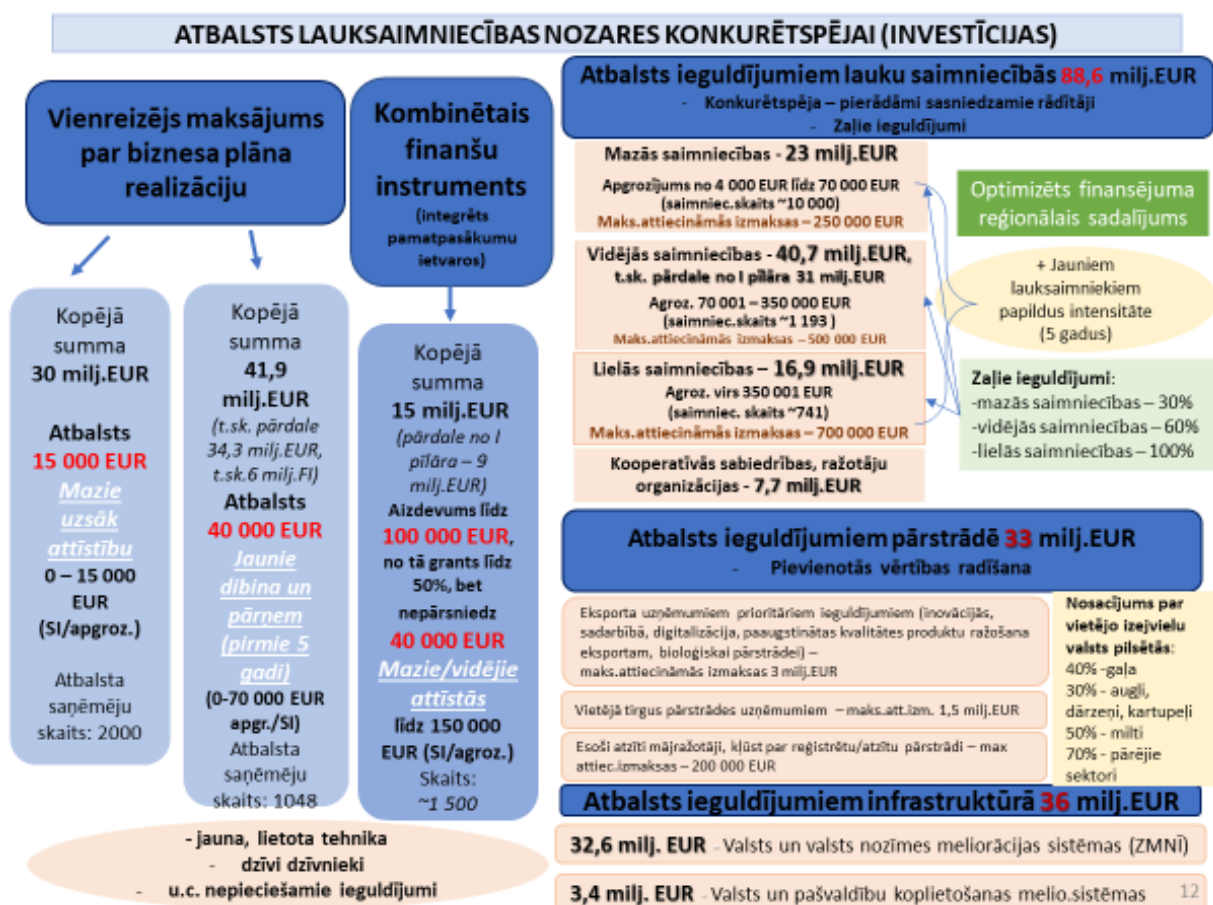 ATBALSTS LAUKSAIMNIECĪBAS NOZARES KONKURĒTSPĒJAI (INVESTĪCIJAS)
Vienreizējs maksājums
par biznesa plāna
realizāciju
Kopējā
summa
30 milj.EUR
Atbalsts
15 000 EUR
Mazie
uzsāk
attīstību
0 – 15 000
EUR
(SI/apgroz.)
Atbalsta
saņēmēju
skaits: 2000
Kopējā
summa
41,9
milj.EUR
(t.sk. pārdale
34,3 milj.EUR,
t.sk.6 milj.FI)
Atbalsts
40 000 EUR
Jaunie
dibina un
pārņem
(pirmie 5
gadi)
(0-70 000 EUR
apgr./SI)
Atbalsta
saņēmēju
skaits: 1048
Kombinētais
finanšu
instruments
(integrēts
pamatpasākumu
ietvaros)
Kopējā
summa
15 milj.EUR
(pārdale no I
pīlāra – 9
milj.EUR)
Aizdevums līdz
100 000 EUR,
no tā grants līdz
50%, bet
nepārsniedz
40 000 EUR
Mazie/vidējie
attīstās
līdz 150 000
EUR (SI/agroz.)
Skaits:
~1 500
- jauna, lietota tehnika
- dzīvi dzīvnieki
- u.c. nepieciešamie ieguldījumi
Atbalsts ieguldījumiem lauku saimniecībās 88,6 milj.EUR
- Konkurētspēja – pierādāmi sasniedzamie rādītāji
- Zaļie ieguldījumi
Mazās saimniecības - 23 milj.EUR
Apgrozījums no 4 000 EUR līdz 70 000 EUR
(saimniec.skaits ~10 000)
Maks.attiecināmās izmaksas – 250 000 EUR
Vidējās saimniecības - 40,7 milj.EUR,
t.sk. pārdale no I pīlāra 31 milj.EUR
Agroz. 70 001 – 350 000 EUR
(saimniec.skaits ~1 193 )
Maks.attiecināmās izmaksas – 500 000 EUR
Lielās saimniecības – 16,9 milj.EUR
Agroz. virs 350 001 EUR
(saimniec. skaits ~741)
Maks.attiecināmās izmaksas – 700 000 EUR
Kooperatīvās sabiedrības, ražotāju
organizācijas - 7,7 milj.EUR
Optimizēts finansējuma
reģionālais sadalījums
+ Jauniem
lauksaimniekiem
papildus intensitāte
(5 gadus)
Zaļie ieguldījumi:
-mazās saimniecības – 30%
-vidējās saimniecības – 60%
-lielās saimniecības – 100%
Atbalsts ieguldījumiem pārstrādē 33 milj.EUR
- Pievienotās vērtības radīšana
Eksporta uzņēmumiem prioritāriem ieguldījumiem (inovācijās,
sadarbībā, digitalizācija, paaugstinātas kvalitātes produktu ražošana
eksportam, bioloģiskai pārstrādei) –
maks.attiecināmās izmaksas 3 milj.EUR
Vietējā tirgus pārstrādes uzņēmumiem – maks.att.izm. 1,5 milj.EUR
Esoši atzīti mājražotāji, kļūst par reģistrētu/atzītu pārstrādi – max
attiec.izmaksas – 200 000 EUR
Nosacījums par
vietējo izejvielu
valsts pilsētās:
40% -gaļa
30% - augli,
dārzeņi, kartupeļi
50% - milti
70% - pārējie
sektori
Atbalsts ieguldījumiem infrastruktūrā 36 milj.EUR
32,6 milj. EUR - Valsts un valsts nozīmes meliorācijas sistēmas (ZMNĪ)
3,4 milj. EUR - Valsts un pašvaldību koplietošanas melio.sistēmas
12